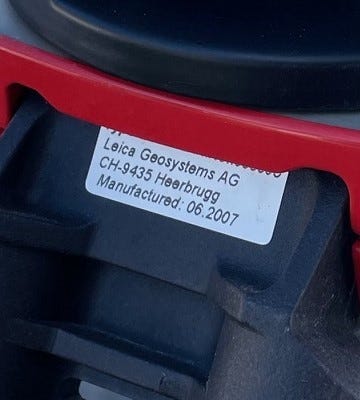 Leica Geosystems AG
CH-9435 Heerbrugg
Manufactured: 06.2007